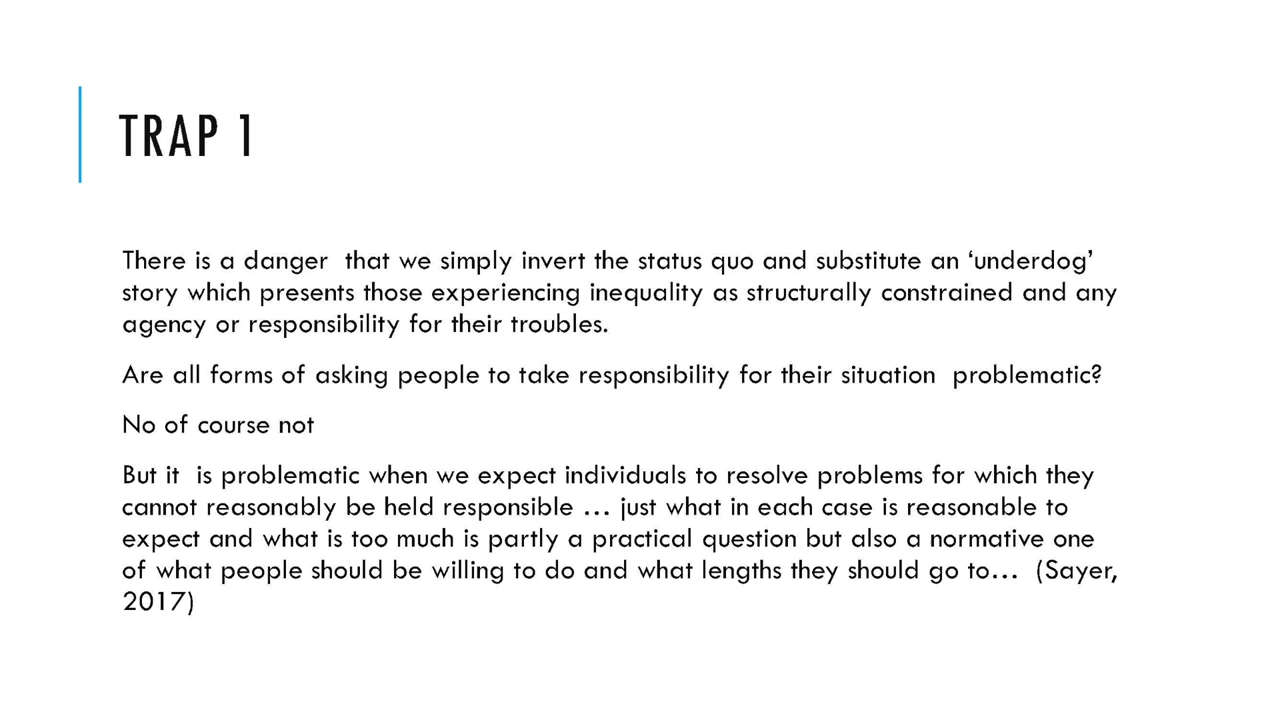 TRAP 1
There is a danger  that we simply invert the status quo and substitute an ‘underdog’
story which presents those experiencing inequality as structurally constrained and any
agency or responsibility for their troubles.
Are all forms of asking people to take responsibility for their situation  problematic?
No of course not
But it  is problematic when we expect individuals to resolve problems for which they
cannot reasonably be held responsible … just what in each case is reasonable to
expect and what is too much is partly a practical question but also a normative one
of what people should be willing to do and what lengths they should go to…  (Sayer,
2017)